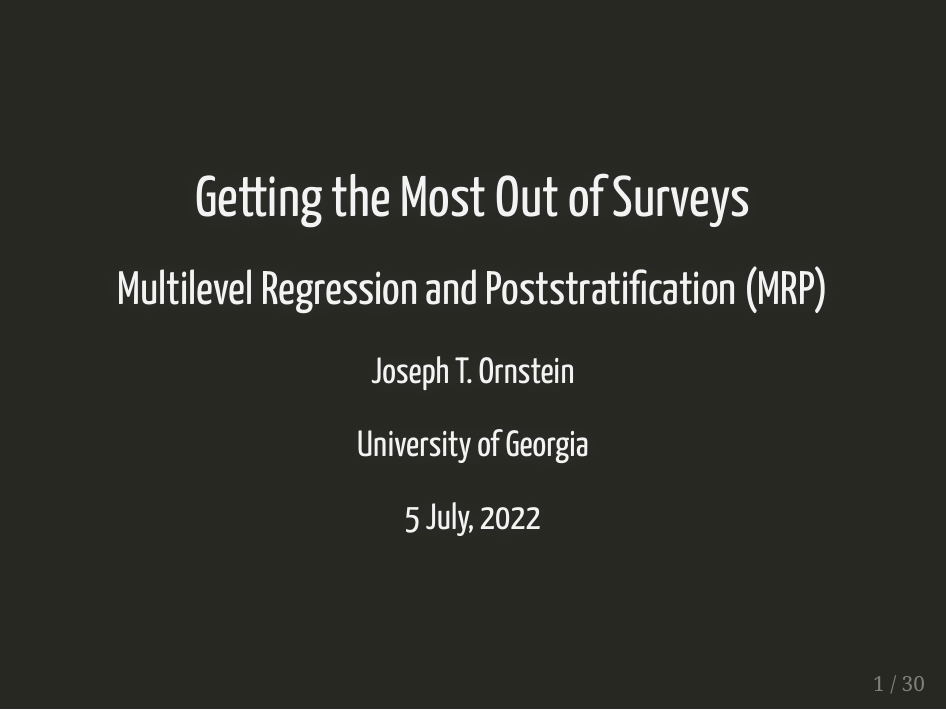 Getting the Most Out of Surveys
Multilevel Regression and Poststratification (MRP)
Joseph T. Ornstein
University of Georgia
5 July, 2022
1 / 30